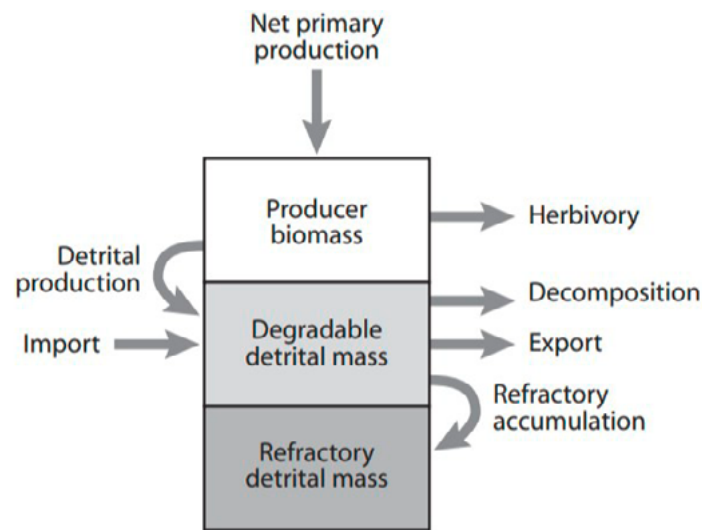 Net primary
production
Producer
biomass
Herbivory
Detrital
production
Decomposition
Import
Degradable
detrital mass
Export
Refractory
accumulation
Refractory
detrital mass